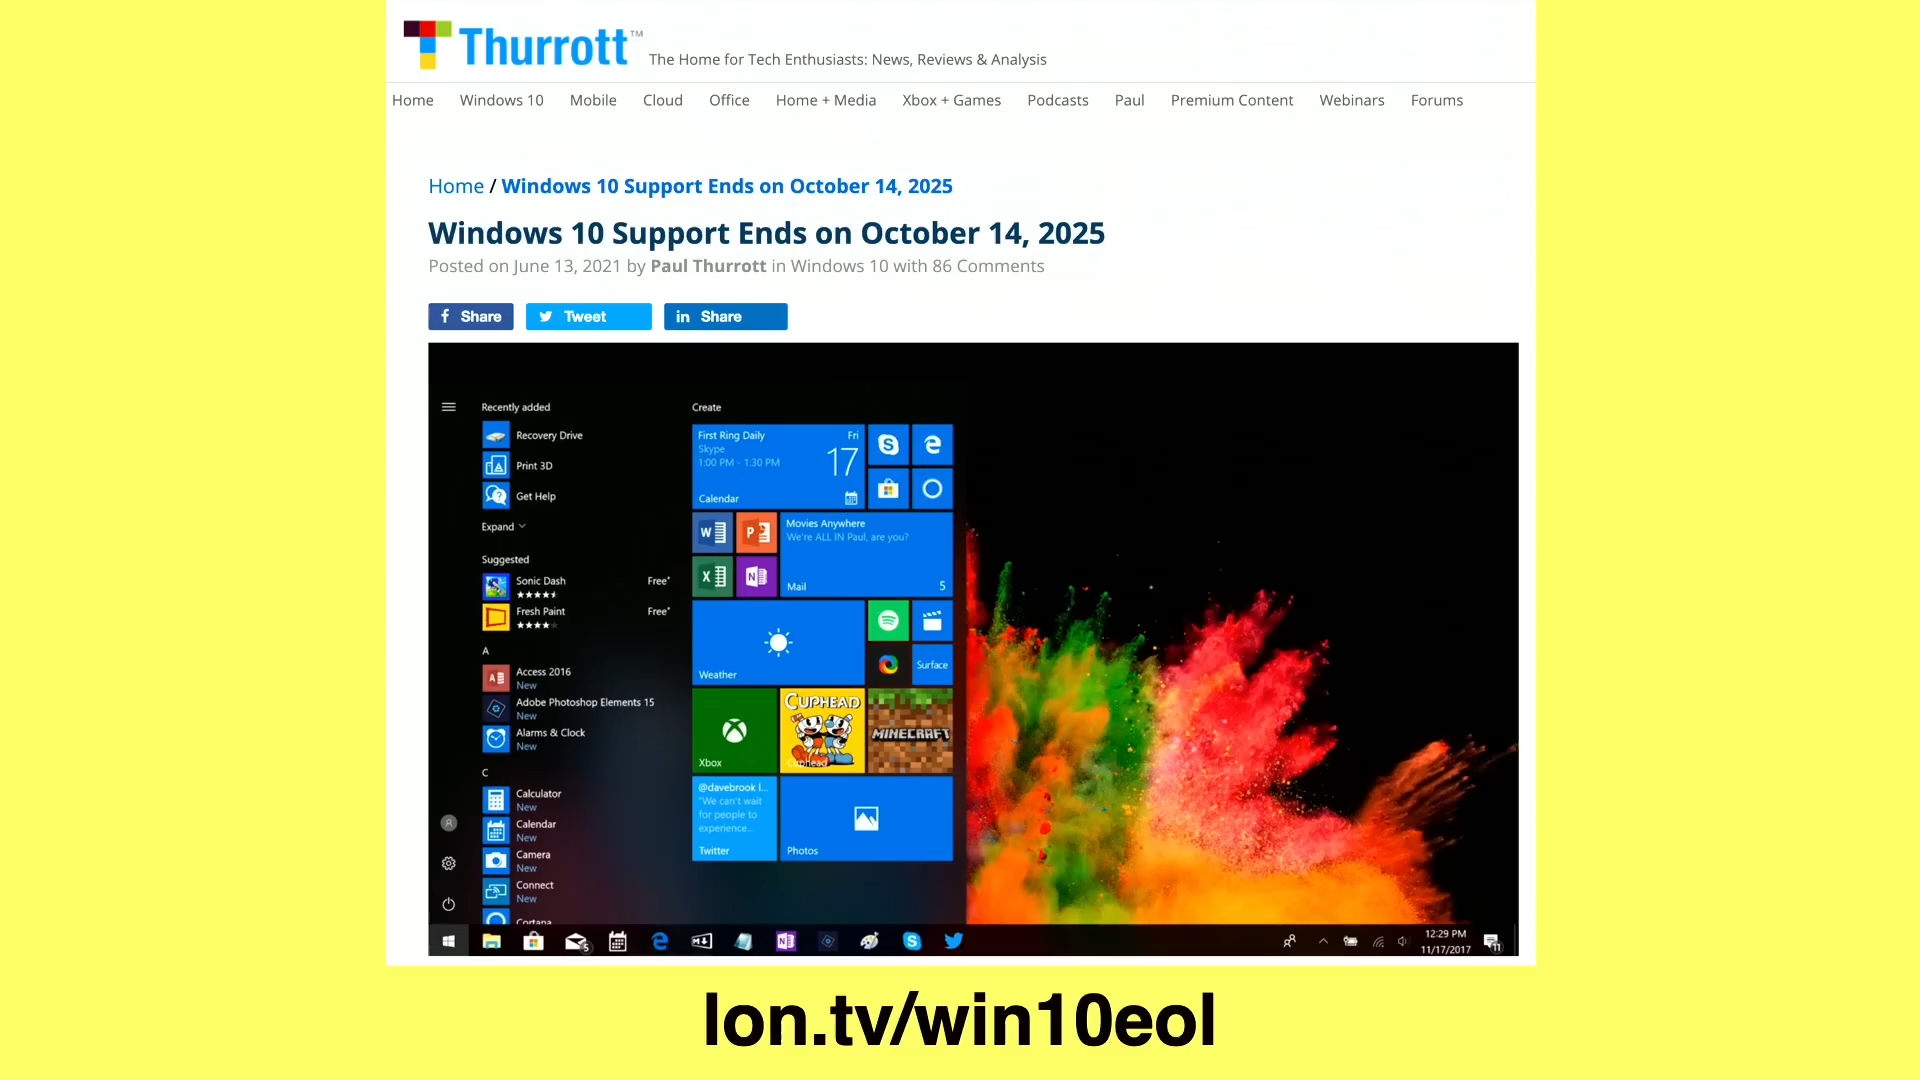 Thurrott™
The Home for Tech Enthusiasts: News, Reviews & Analysis
Home Windows 10 Mobile Cloud Office Home + Media Xbox + Games Podcasts Paul Premium Content Webinars Forums
Home / Windows 10 Support Ends on October 14, 2025
Windows 10 Support Ends on October 14, 2025
Posted on June 13, 2021 by Paul Thurrott in Windows 10 with 86 Comments
Share Tweet Share
Recently added
Recovery Drive
Print 3D
Get Help
Expand
Suggested
Sonic Dash Free*
Fresh Paint Free*
A
Access 2016
New
Adobe Photoshop Elements 15
New
Alarms & Clock
New
C
Calculator
New
Calendar
New
Camera
New
Connect
New
Cortana
Create
First Ring Daily Fri
Skype 17
1:00 PM - 1:30 PM
Calendar
Movies Anywhere
We're ALL IN Paul, are you?
Mail 5
Weather
Surface
Xbox
CUPHEAD
Cuphead
MINECRAFT
@davebrook l...
"We can't wait
for people to
experience...
Twitter
Photos
5
12:29 PM
11/17/2017
11
lon.tv/win10eol